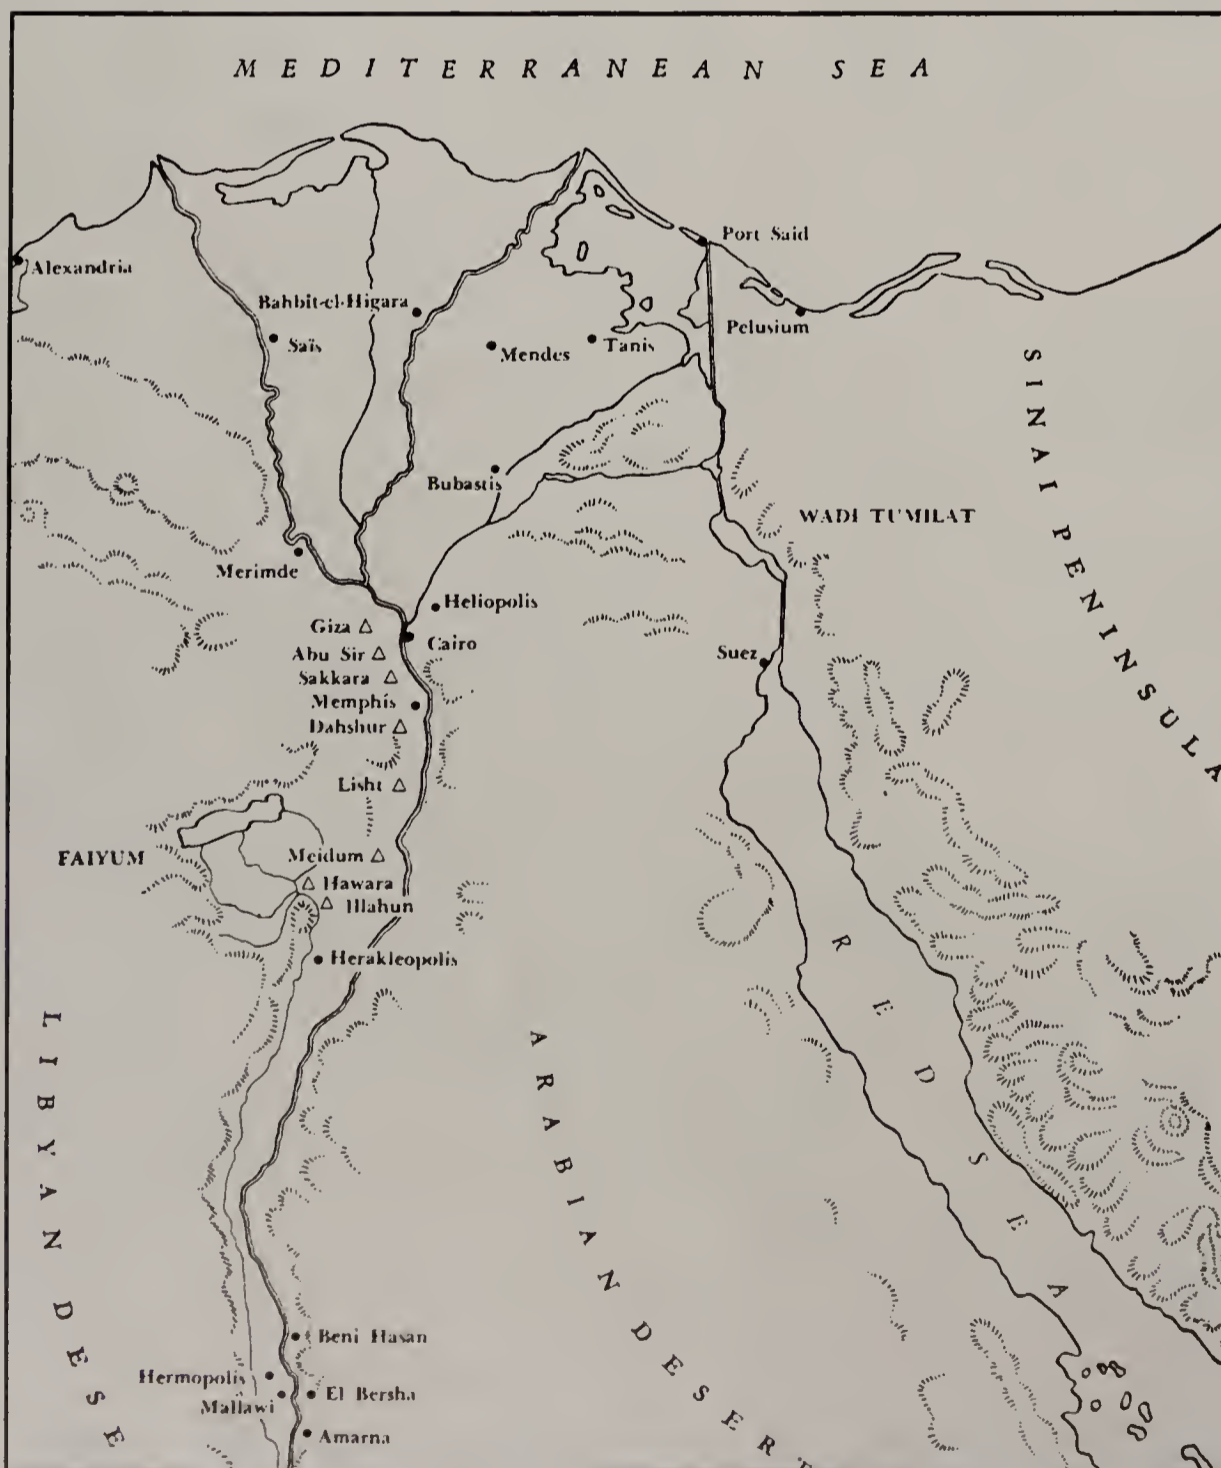 MEDITERRANEAN SEA
Port Said
Alexandria
Bahbit-el-Higara
Pelusium
Saïs
Mendes
Tanis
SINAI PENINSULA
Bubastis
WADI TUMILAT
Merimde
Heliopolis
Giza
Cairo
Abu Sir
Suez
Sakkara
Memphis
Dahshur
Lisht
FAIYUM
Meidum
Hawara
Illahun
RED SEA
Herakleopolis
LIBYAN DESE
ARABIAN DESERT
Beni Hasan
Hermopolis
El Bersha
Mallawi
Amarna